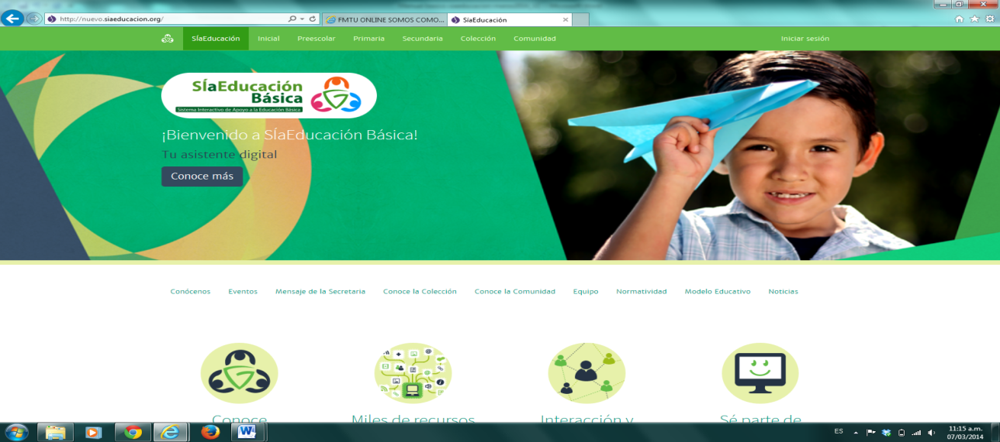 http://nuevo.siaeducacion.org/
FMTU ONLINE SOMOS COMO...
SíaEducación
SÍaEducación Inicial Preescolar Primaria Secundaria Colección Comunidad Iniciar sesión
SÍaEducación
Básica
Sistema Interactivo de Apoyo a la Educación Básica
¡Bienvenido a SÍaEducación Básica!
Tu asistente digital
Conoce más
Conócenos Eventos Mensaje de la Secretaria Conoce la Colección Conoce la Comunidad Equipo Normatividad Modelo Educativo Noticias
Conoce Miles de recursos Interacción y Sé parte de
ES
11:15 a.m.
07/03/2014